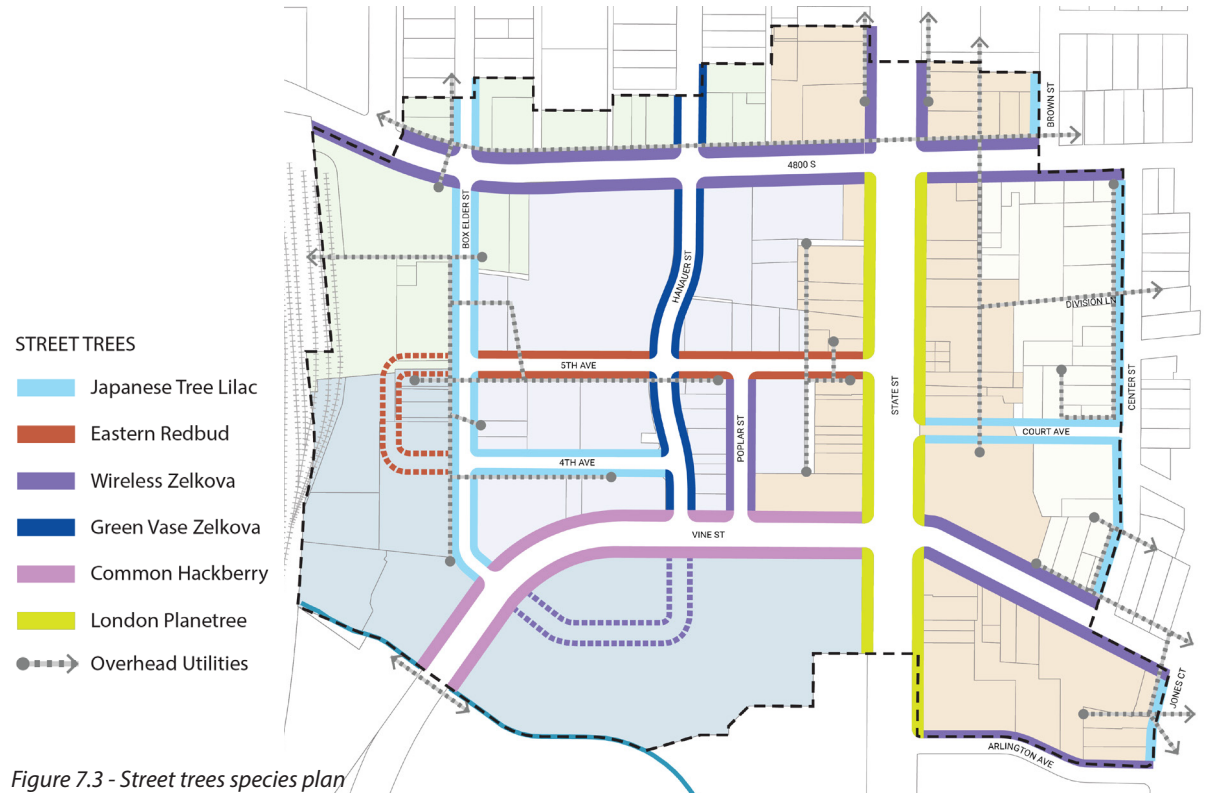 BROWN ST
4800 S
BOX ELDER ST
HANAUER ST
DIVISION LN
STREET TREES
Japanese Tree Lilac
Eastern Redbud
Wireless Zelkova
Green Vase Zelkova
Common Hackberry
London Planetree
Overhead Utilities
5TH AVE
STATE ST
CENTER ST
POPLAR ST
COURT AVE
4TH AVE
VINE ST
JONES CT
ARLINGTON AVE
Figure 7.3 - Street trees species plan